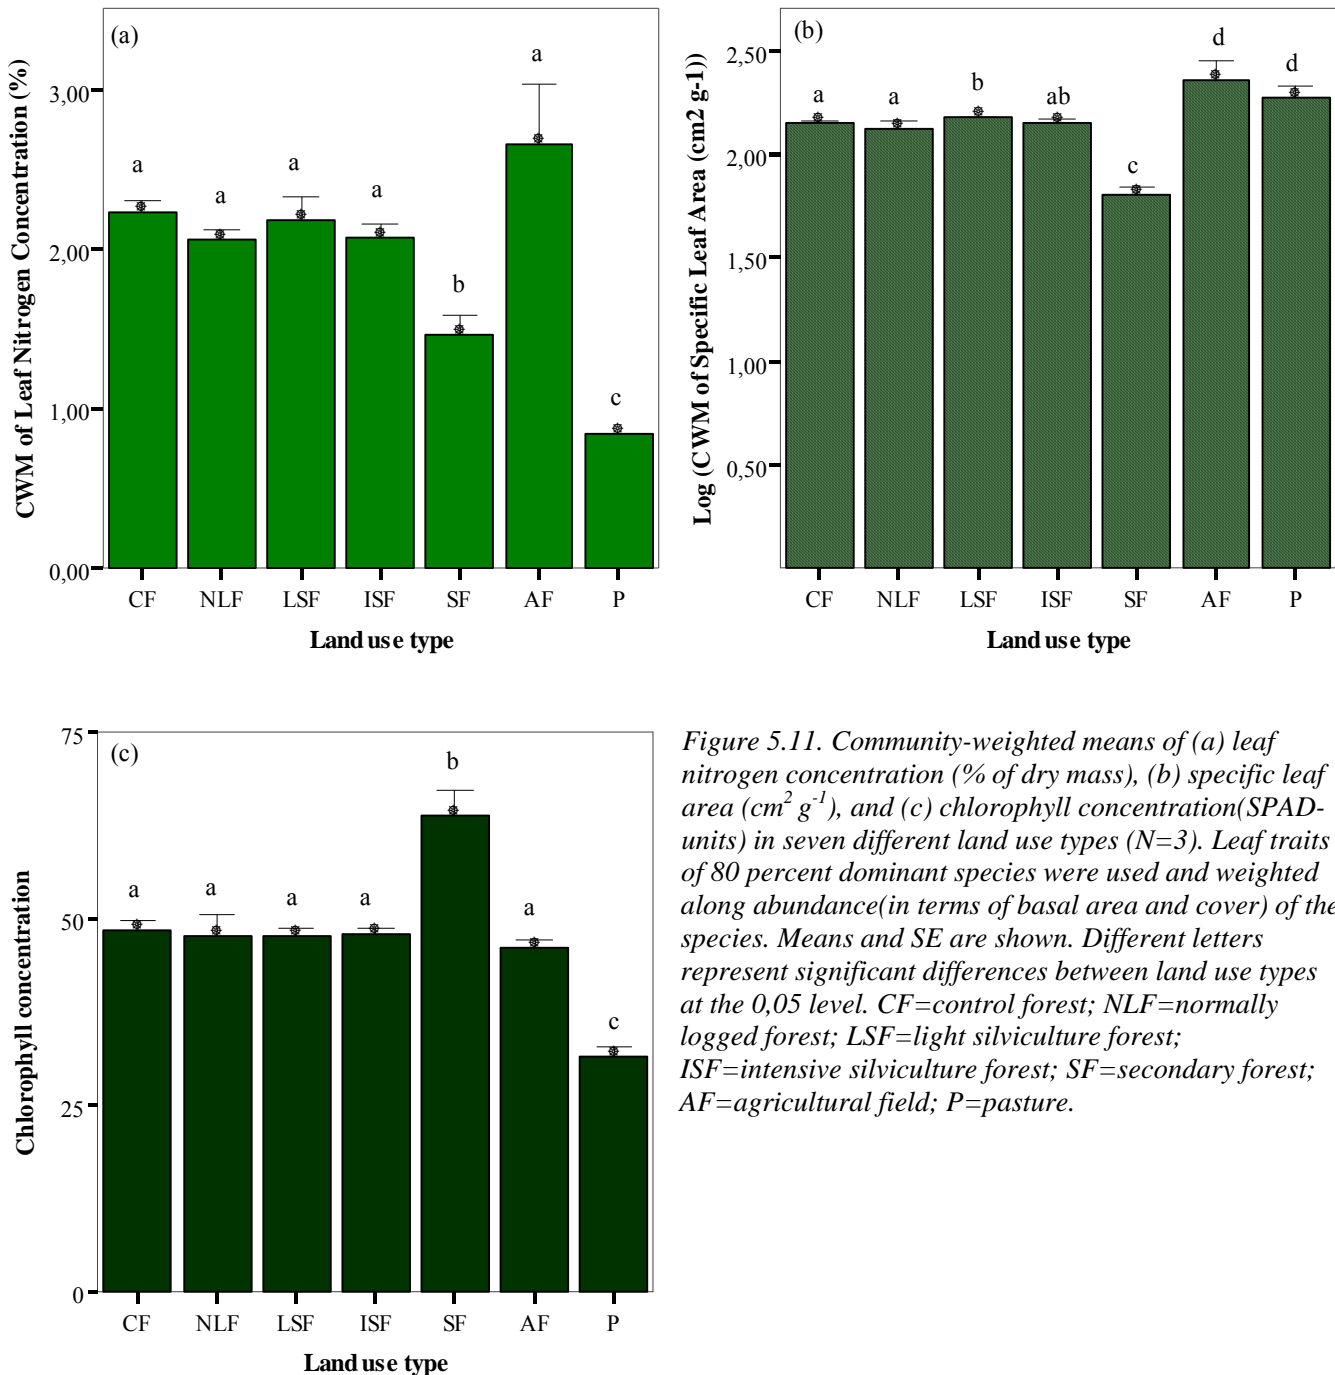 (a)
CWM of Leaf Nitrogen Concentration (%)
3,00
2,00
1,00
0,00
a
a
a
a
b
a
c
CF NLF LSF ISF SF AF P
Land use type
(b)
Log (CWM of Specific Leaf Area (cm2 g-1))
2,50
2,00
1,50
1,00
0,50
a
a
b
ab
c
d
d
CF NLF LSF ISF SF AF P
Land use type
(c)
Chlorophyll concentration
75
50
25
0
a
a
a
a
b
a
c
CF NLF LSF ISF SF AF P
Land use type
Figure 5.11. Community-weighted means of (a) leaf
nitrogen concentration (% of dry mass), (b) specific leaf
area (cm² g⁻¹), and (c) chlorophyll concentration(SPAD-
units) in seven different land use types (N=3). Leaf traits
of 80 percent dominant species were used and weighted
along abundance(in terms of basal area and cover) of the
species. Means and SE are shown. Different letters
represent significant differences between land use types
at the 0,05 level. CF=control forest; NLF=normally
logged forest; LSF=light silviculture forest;
ISF=intensive silviculture forest; SF=secondary forest;
AF=agricultural field; P=pasture.